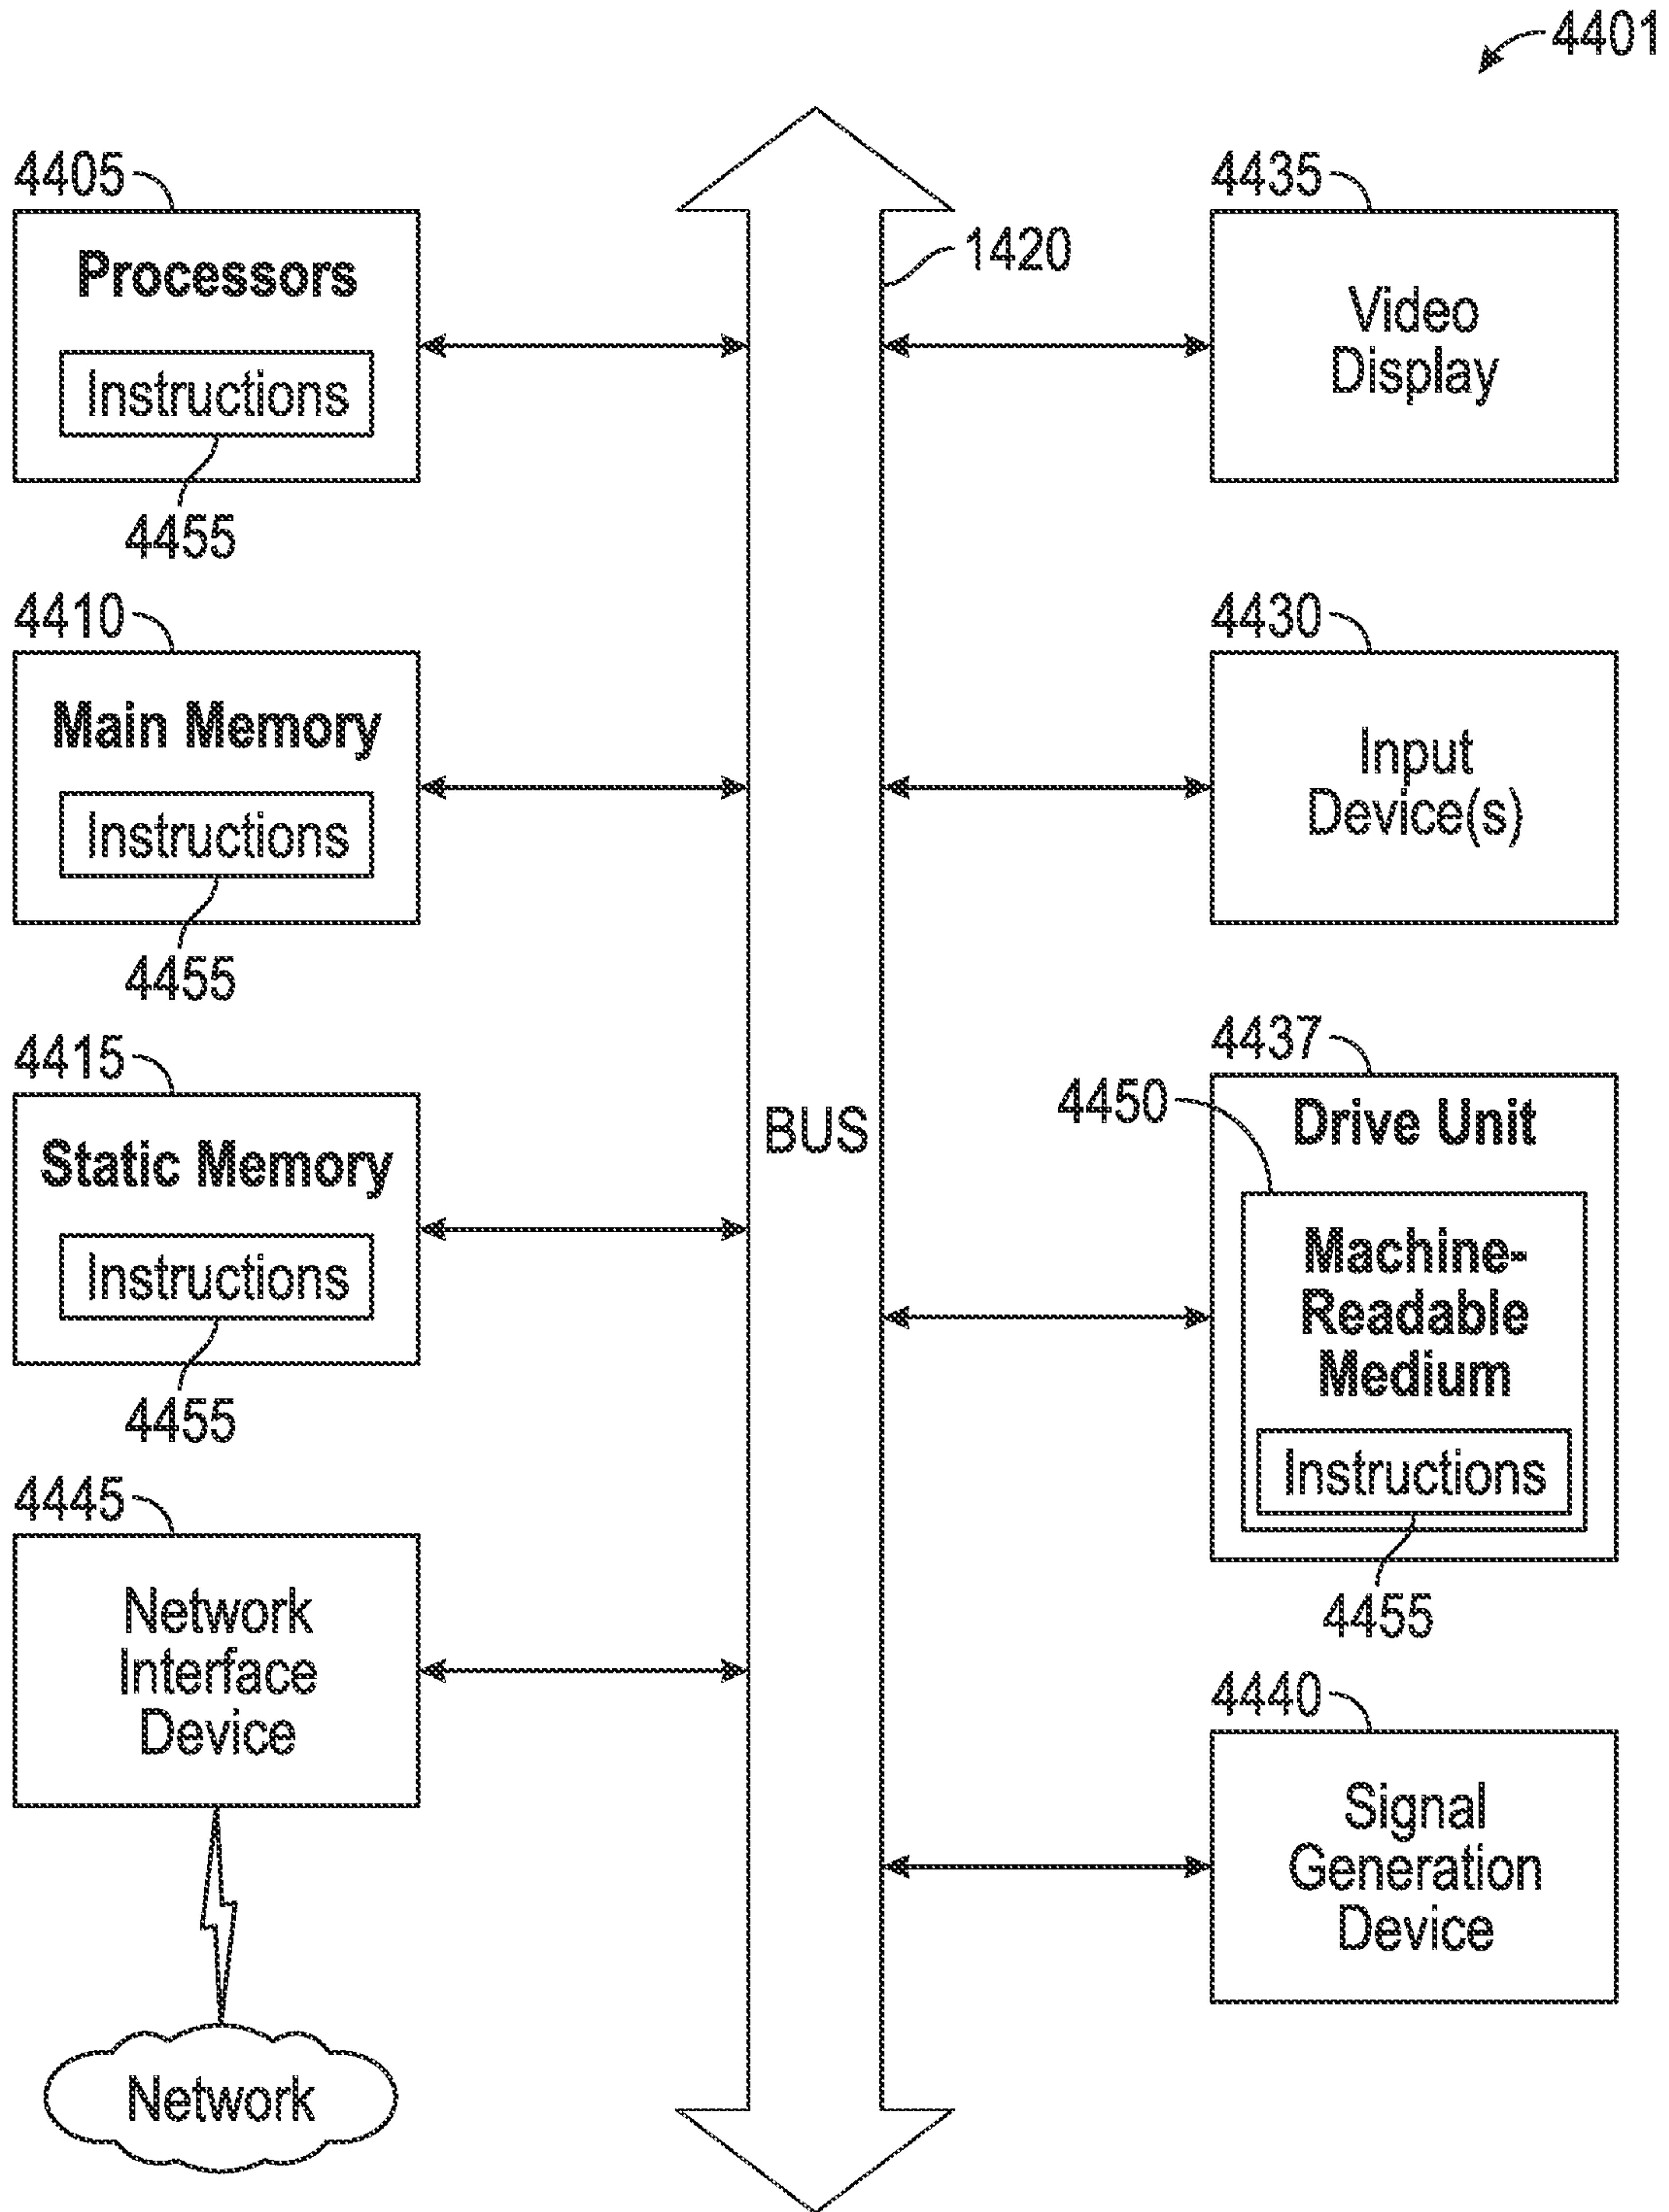 4401
4405
Processors
Instructions
4455
4410
Main Memory
Instructions
4455
4415
Static Memory
Instructions
4455
4445
Network
Interface
Device
Network
1420
BUS
4435
Video
Display
4430
Input
Device(s)
4437
4450
Drive Unit
Machine-
Readable
Medium
Instructions
4455
4440
Signal
Generation
Device